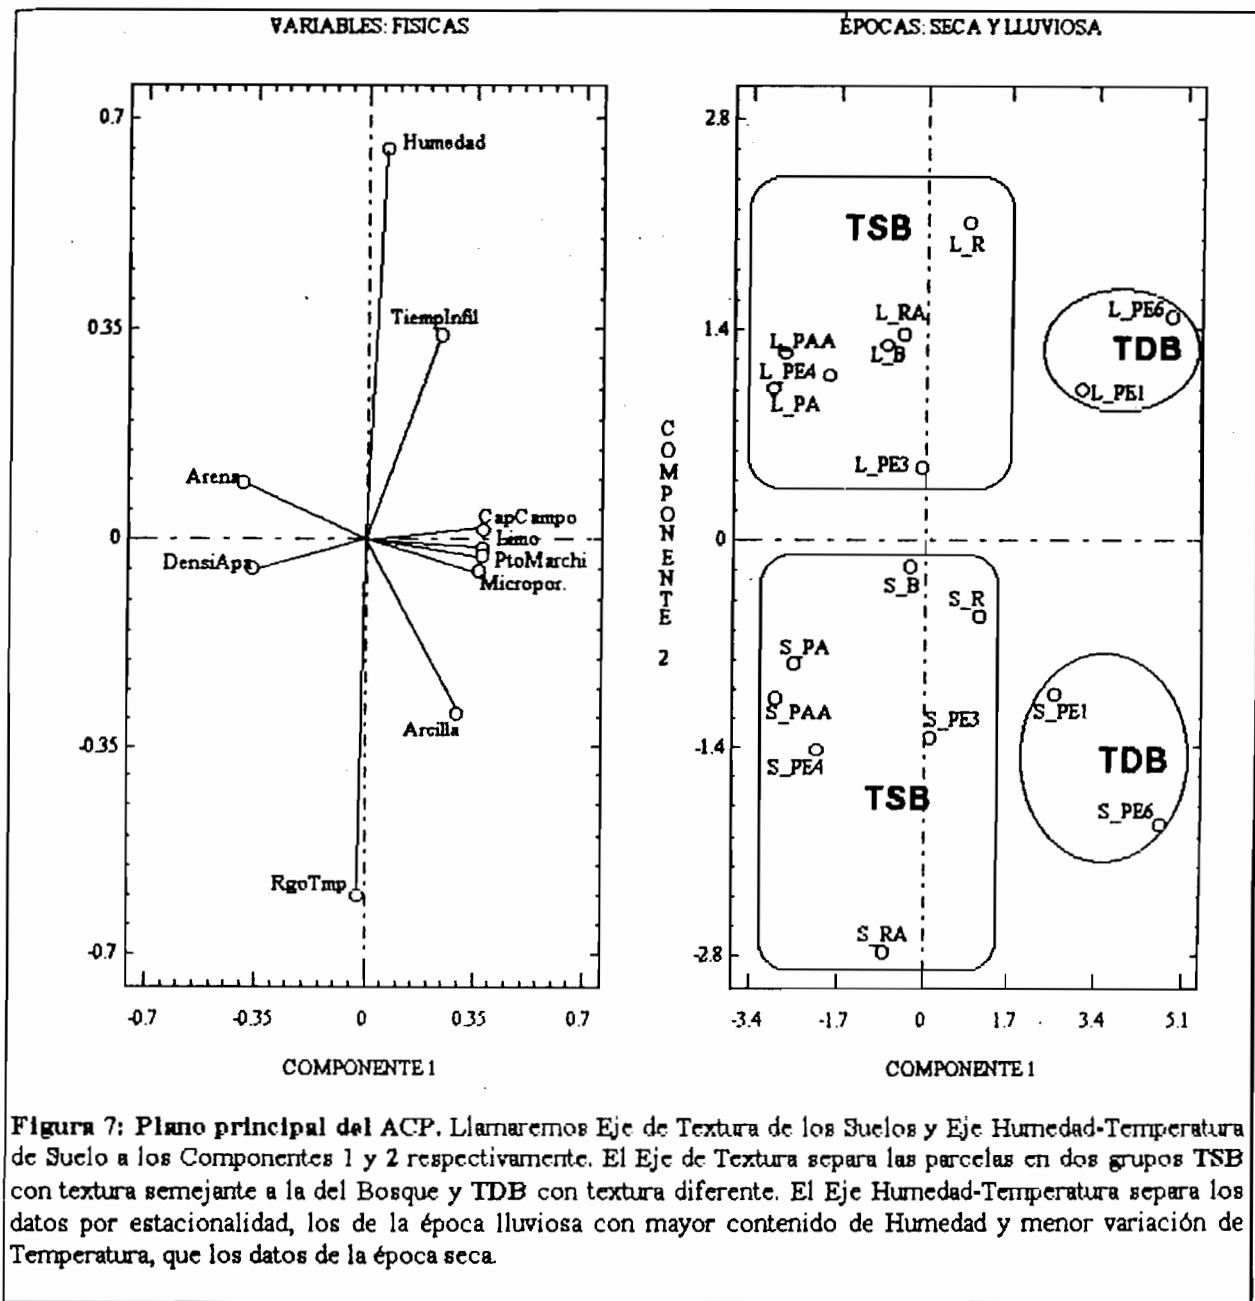 VARIABLES: FISICAS
0.7
0.35
0
-0.35
-0.7
Humedad
TiempInfil
Arena
DensiApa
CapCampo
Limo
PtoMarchi
Micropor.
Arcilla
RgoTmp
-0.7 -0.35 0 0.35 0.7
COMPONENTE 1
COMPONENTE 2
ÉPOCAS: SECA Y LLUVIOSA
2.8
1.4
0
-1.4
-2.8
TSB
L_R
L_RA
L_PAA
L_B
L_PE4
L_PA
L_PE3
L_PE6
TDB
L_PE1
S_B
S_R
S_PA
S_PAA
S_PE3
S_PE4
TSB
S_RA
S_PE1
TDB
S_PE6
-3.4 -1.7 0 1.7 3.4 5.1
COMPONENTE 1
Figura 7: Plano principal del ACP. Llamaremos Eje de Textura de los Suelos y Eje Humedad-Temperatura
de Suelo a los Componentes 1 y 2 respectivamente. El Eje de Textura separa las parcelas en dos grupos TSB
con textura semejante a la del Bosque y TDB con textura diferente. El Eje Humedad-Temperatura separa los
datos por estacionalidad, los de la época lluviosa con mayor contenido de Humedad y menor variación de
Temperatura, que los datos de la época seca.